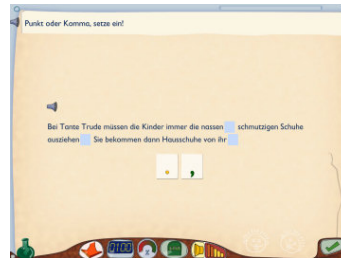 Punkt oder Komma, setze ein!
Bei Tante Trude müssen die Kinder immer die nassen schmutzigen Schuhe
ausziehen Sie bekommen dann Hausschuhe von ihr
. ,
0100